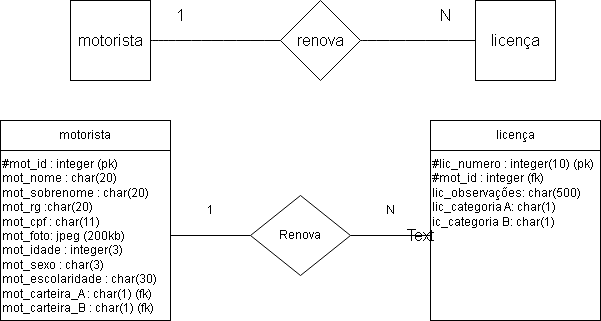 1
N
motorista
renova
licença
motorista
licença
#mot_id : integer (pk)
mot_nome : char(20)
mot_sobrenome : char(20)
mot_rg :char(20)
mot_cpf : char(11)
mot_foto: jpeg (200kb)
mot_idade : integer(3)
mot_sexo : char(3)
mot_escolaridade : char(30)
mot_carteira_A : char(1) (fk)
mot_carteira_B : char(1) (fk)
1
Renova
N
Text
#lic_numero : integer(10) (pk)
#mot_id : integer (fk)
lic_observações: char(500)
lic_categoria A: char(1)
ic_categoria B: char(1)